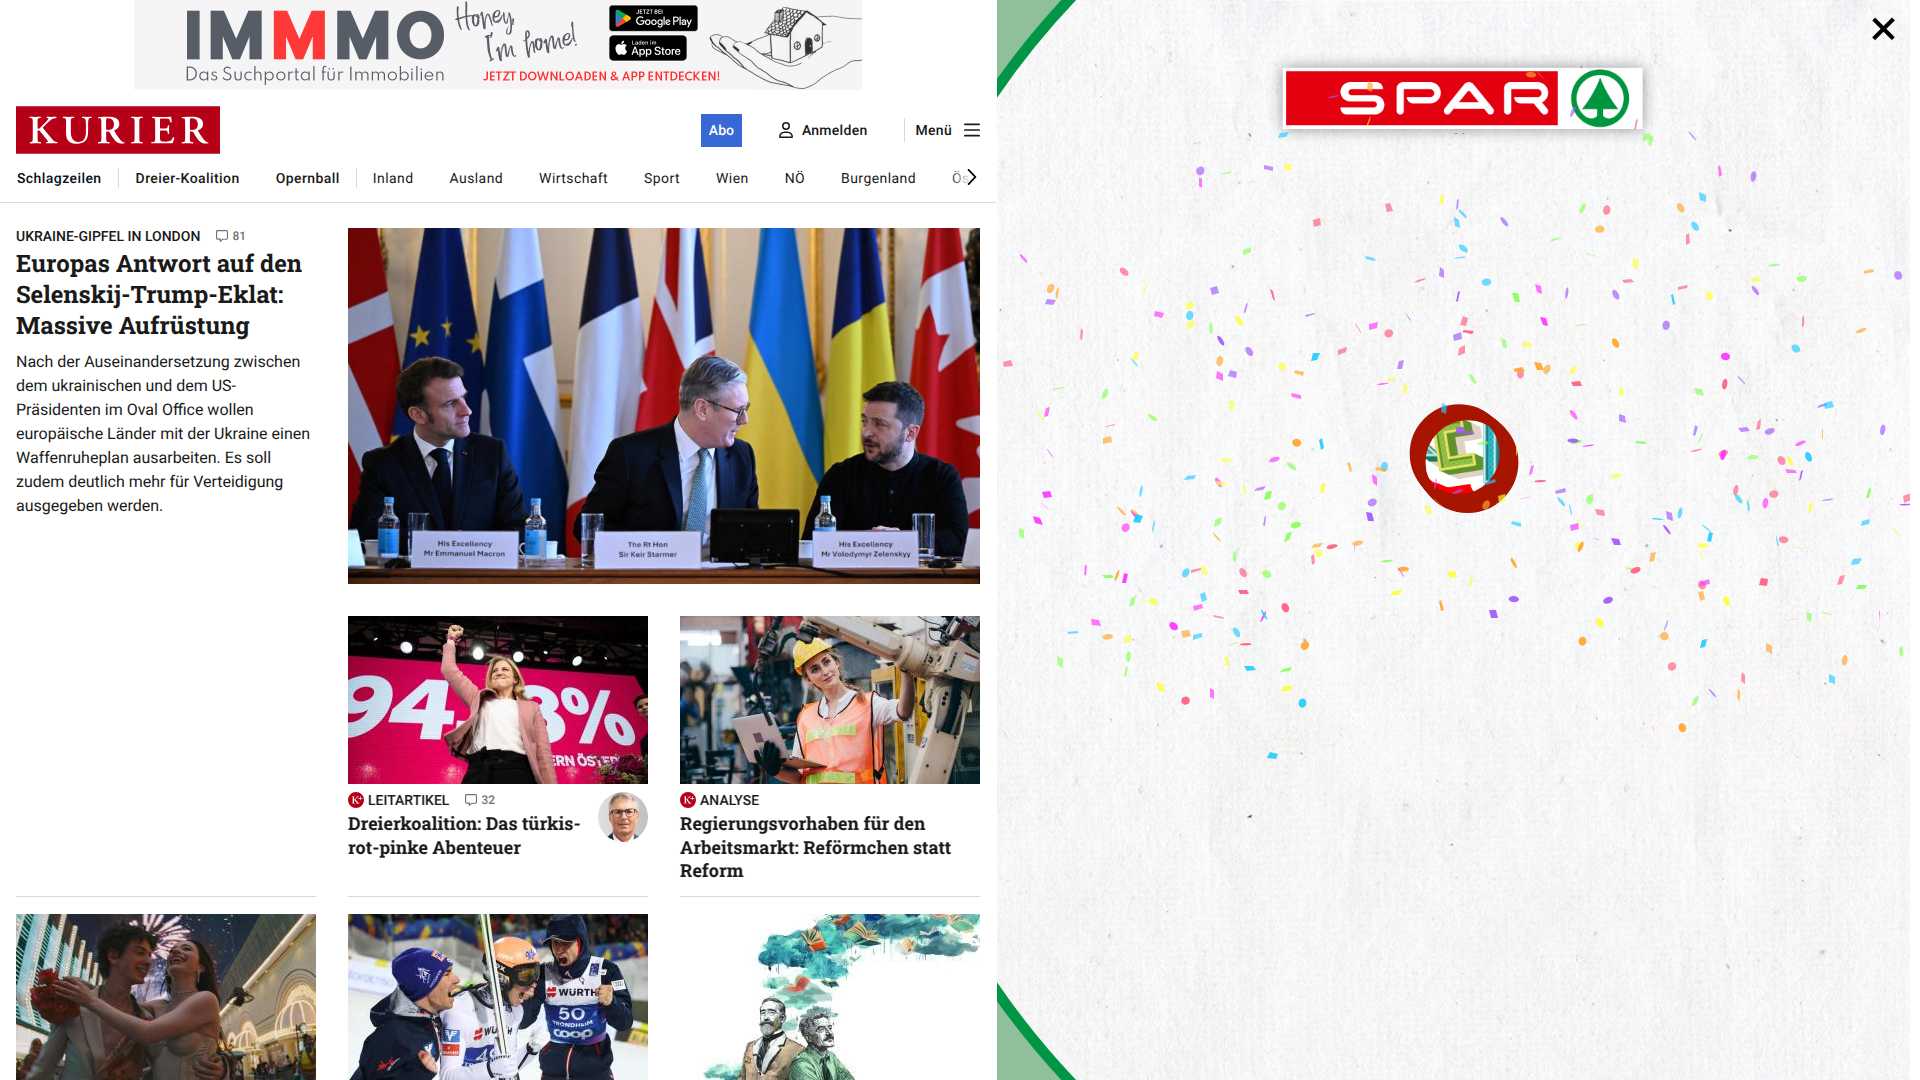 IMMMO
Das Suchportal für Immobilien
Honey,
I'm home!
JETZT BEI
Google Play
Laden im
App Store
JETZT DOWNLOADEN & APP ENTDECKEN!
KURIER
Abo
Anmelden
Menü
Schlagzeilen
Dreier-Koalition
Opernball
Inland
Ausland
Wirtschaft
Sport
Wien
NÖ
Burgenland
SPAR
UKRAINE-GIPFEL IN LONDON 81
Europas Antwort auf den
Selenskij-Trump-Eklat:
Massive Aufrüstung
Nach der Auseinandersetzung zwischen
dem ukrainischen und dem US-
Präsidenten im Oval Office wollen
europäische Länder mit der Ukraine einen
Waffenruheplan ausarbeiten. Es soll
zudem deutlich mehr für Verteidigung
ausgegeben werden.
His Excellency
Mr Emmanuel Macron
The Rt Hon
Sir Keir Starmer
His Excellency
Mr Volodymyr Zelenskyy
K+ LEITARTIKEL 32
Dreierkoalition: Das türkis-
rot-pinke Abenteuer
K+ ANALYSE
Regierungsvorhaben für den
Arbeitsmarkt: Reförmchen statt
Reform
WÜRTH
50
TRONDHEIM
coop